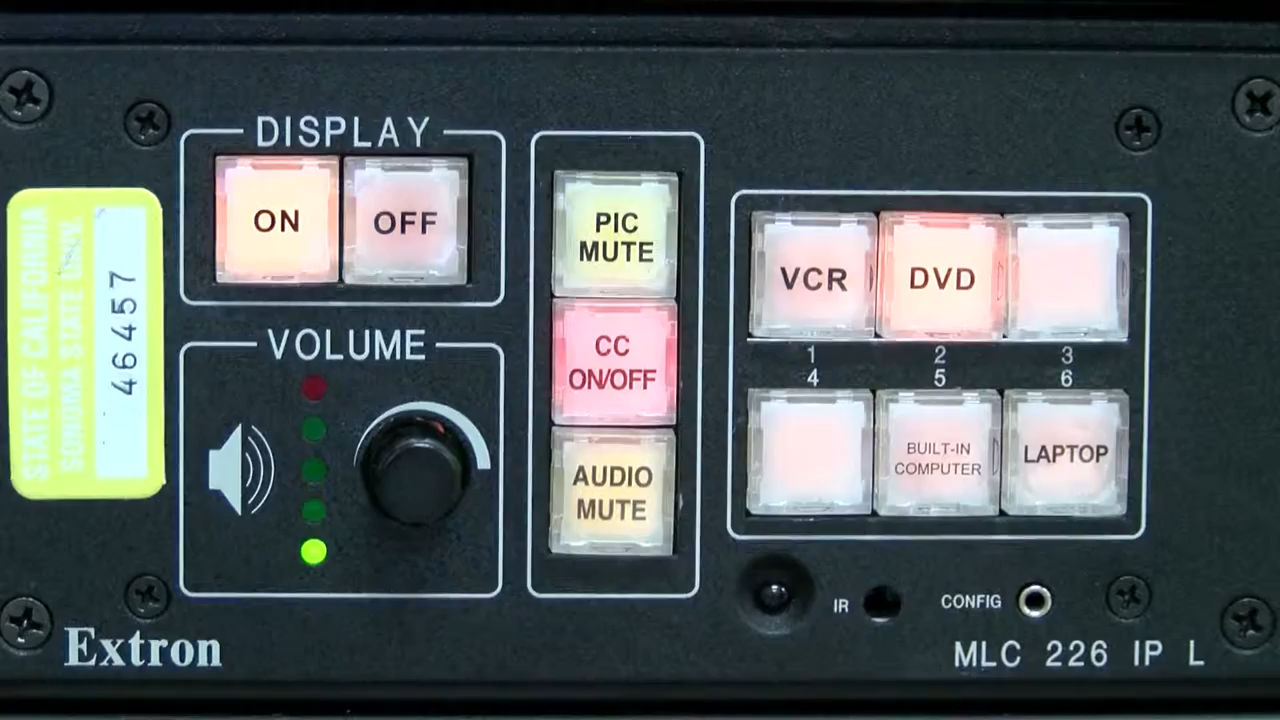 DISPLAY
ON
OFF
PIC
MUTE
VCR
DVD
STATE OF CALIFORNIA
SONOMA STATE UNIV.
46457
VOLUME
CC
ON/OFF
1
2
3
4
5
6
BUILT-IN
COMPUTER
LAPTOP
AUDIO
MUTE
IR
CONFIG
Extron
MLC 226 IP L